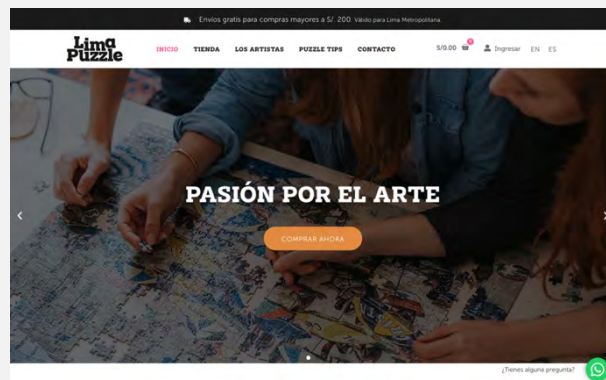 Envíos gratis para compras mayores a S/. 200. Válido para Lima Metropolitana.
Lima
Puzzle
INICIO TIENDA LOS ARTISTAS PUZZLE TIPS CONTACTO S/0.00 0 Ingresar EN ES
PASIÓN POR EL ARTE
COMPRAR AHORA
¿Tienes alguna pregunta?